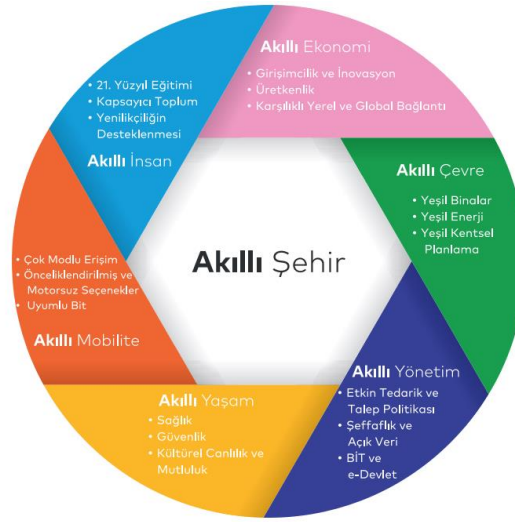 Akıllı Ekonomi
• Girişimcilik ve İnovasyon
• Üretkenlik
• Karşılıklı Yerel ve Global Bağlantı
Akıllı Çevre
• Yeşil Binalar
• Yeşil Enerji
• Yeşil Kentsel
Planlama
Akıllı Yönetim
• Etkin Tedarik ve
Talep Politikası
• Şeffaflık ve
Açık Veri
• BİT ve
e-Devlet
Akıllı Yaşam
• Sağlık
• Güvenlik
• Kültürel Canlılık ve
Mutluluk
• Çok Modlu Erişim
• Önceliklendirilmiş ve
Motorsuz Seçenekler
• Uyumlu Bit
Akıllı Mobilite
• 21. Yüzyıl Eğitimi
• Kapsayıcı Toplum
• Yenilikçiliğin
Desteklenmesi
Akıllı İnsan
Akıllı Şehir